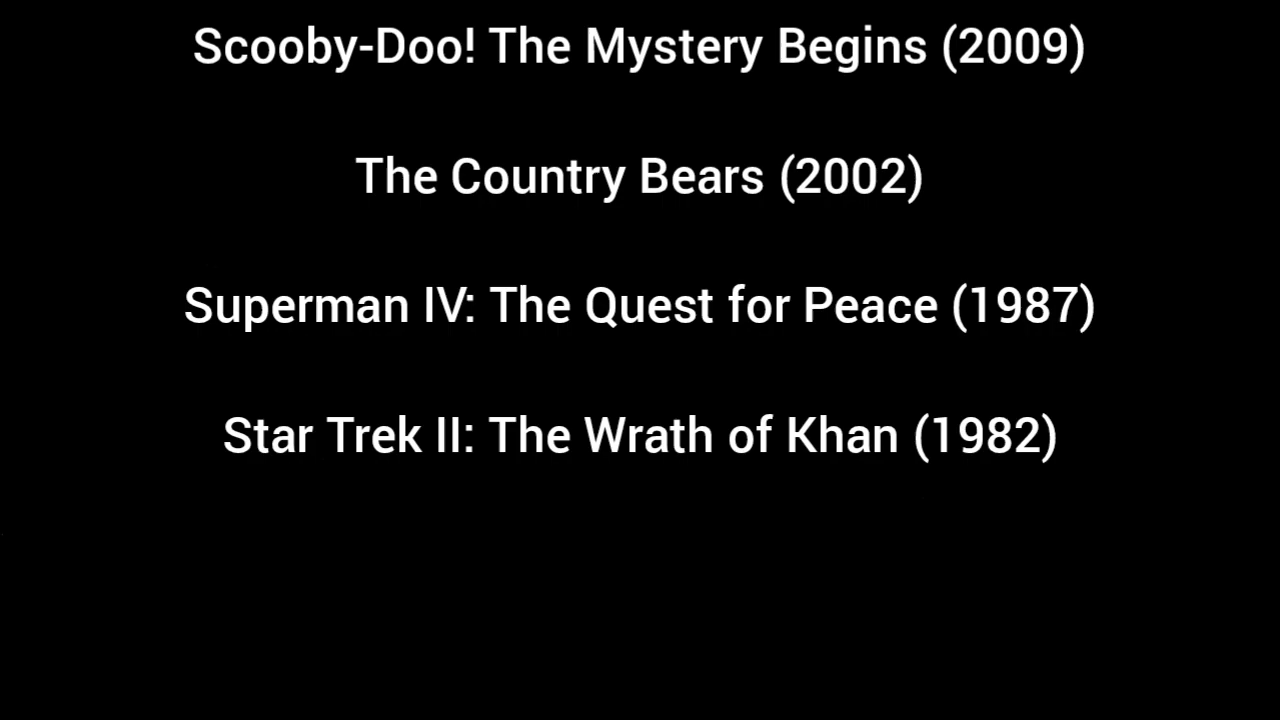 Scooby-Doo! The Mystery Begins (2009)
The Country Bears (2002)
Superman IV: The Quest for Peace (1987)
Star Trek II: The Wrath of Khan (1982)